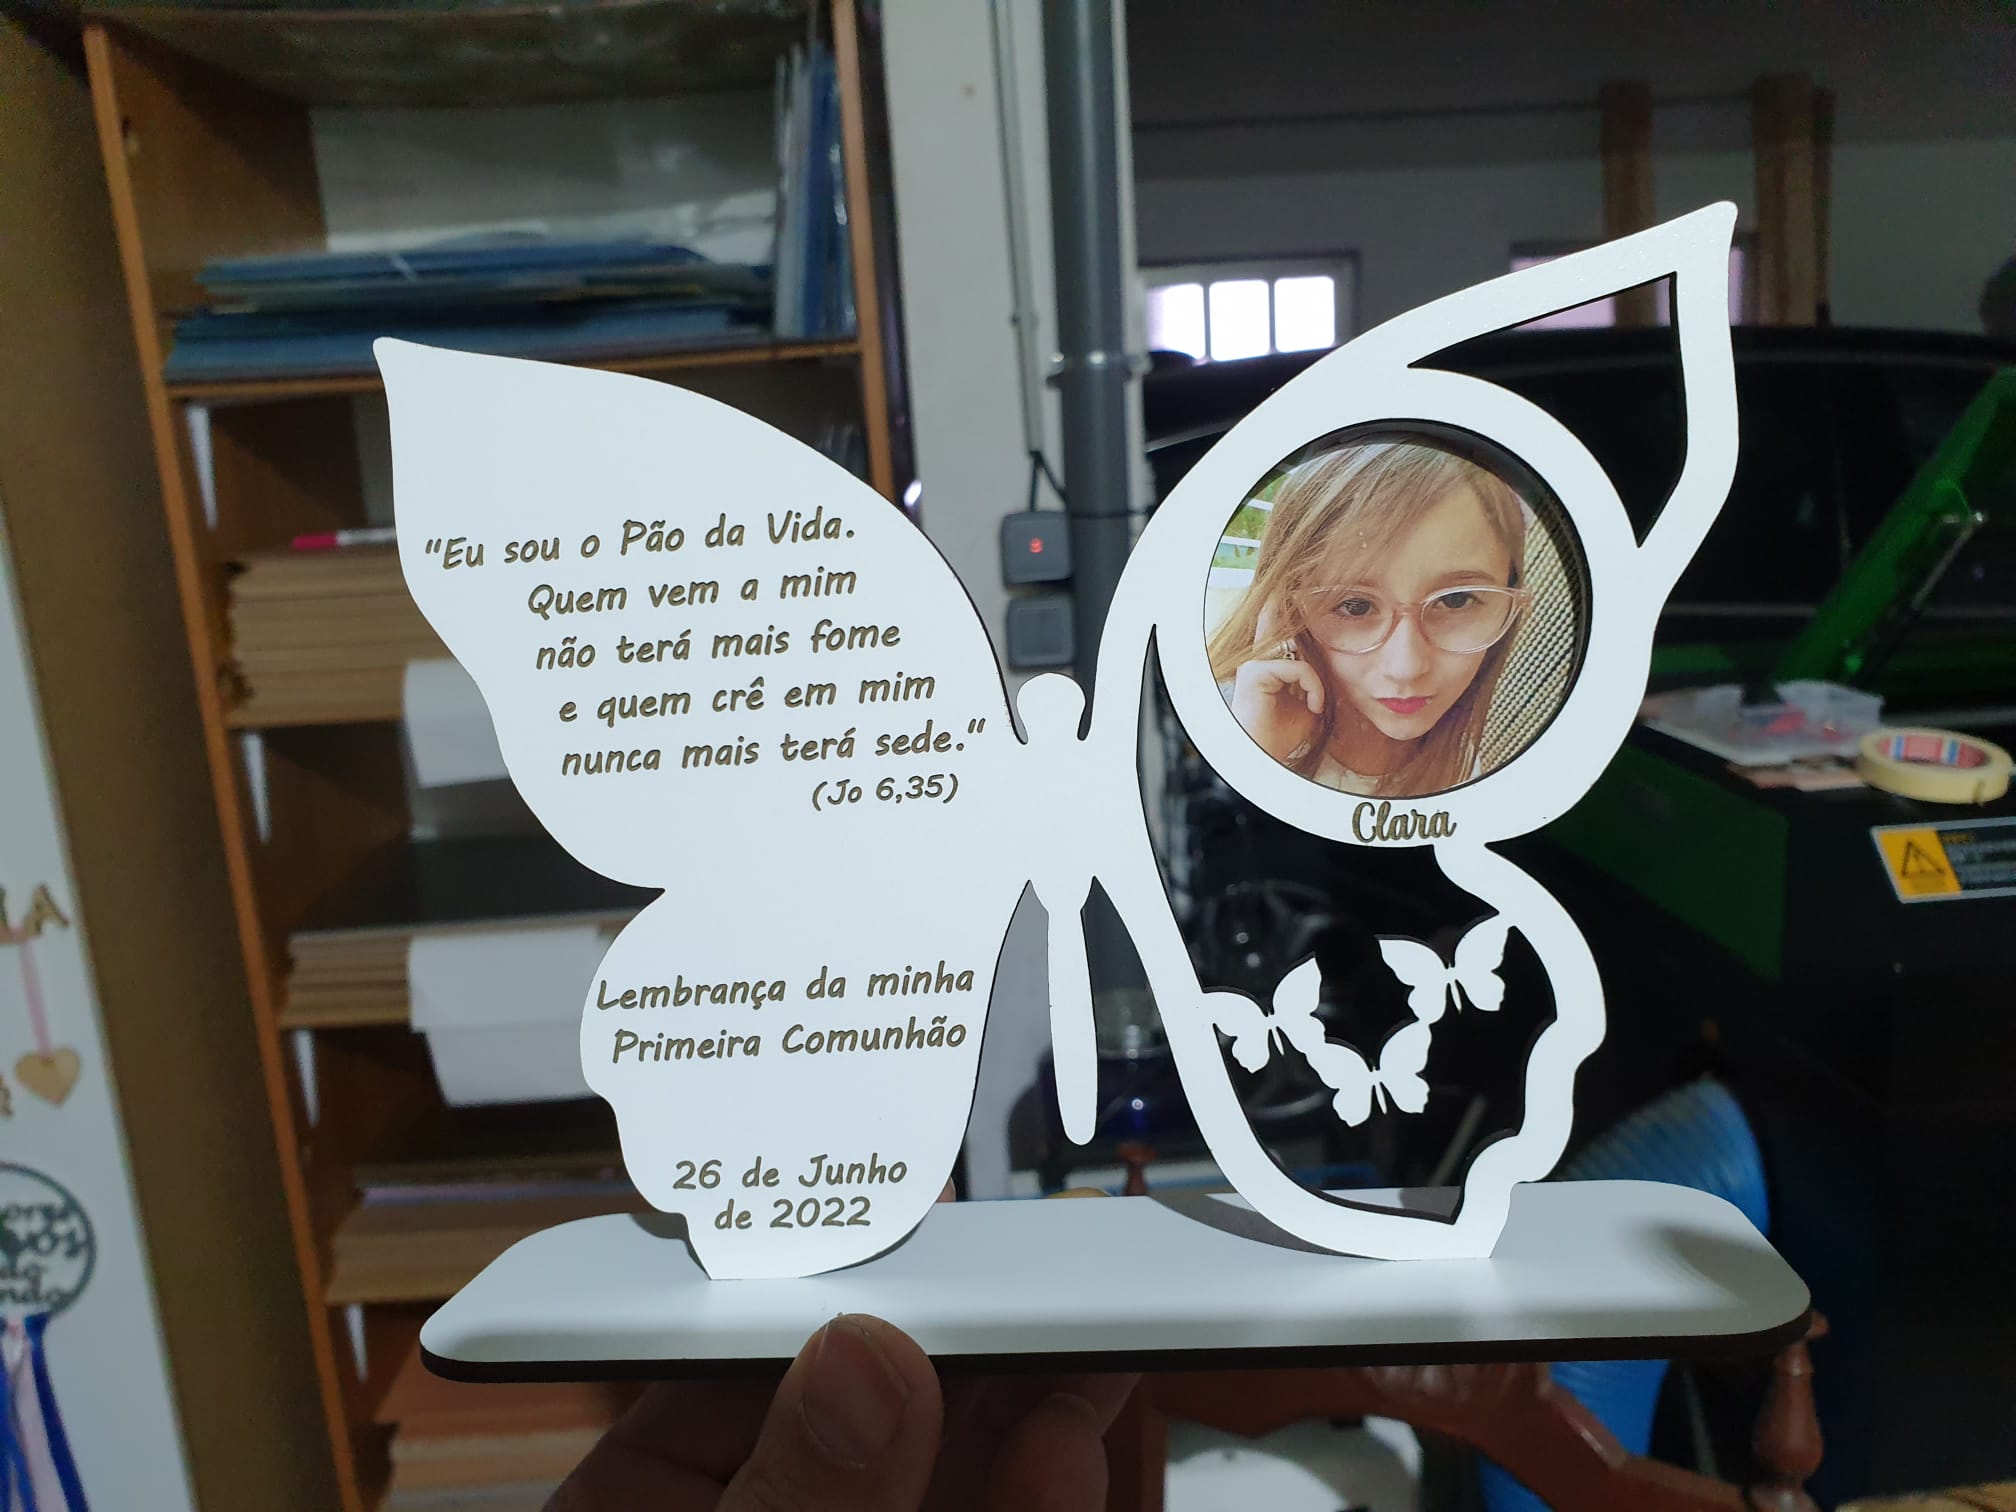 “Eu sou o Pão da Vida.
Quem vem a mim
não terá mais fome
e quem crê em mim
nunca mais terá sede.“
(Jo 6,35)
Lembrança da minha
Primeira Comunhão
26 de Junho
de 2022
Clara